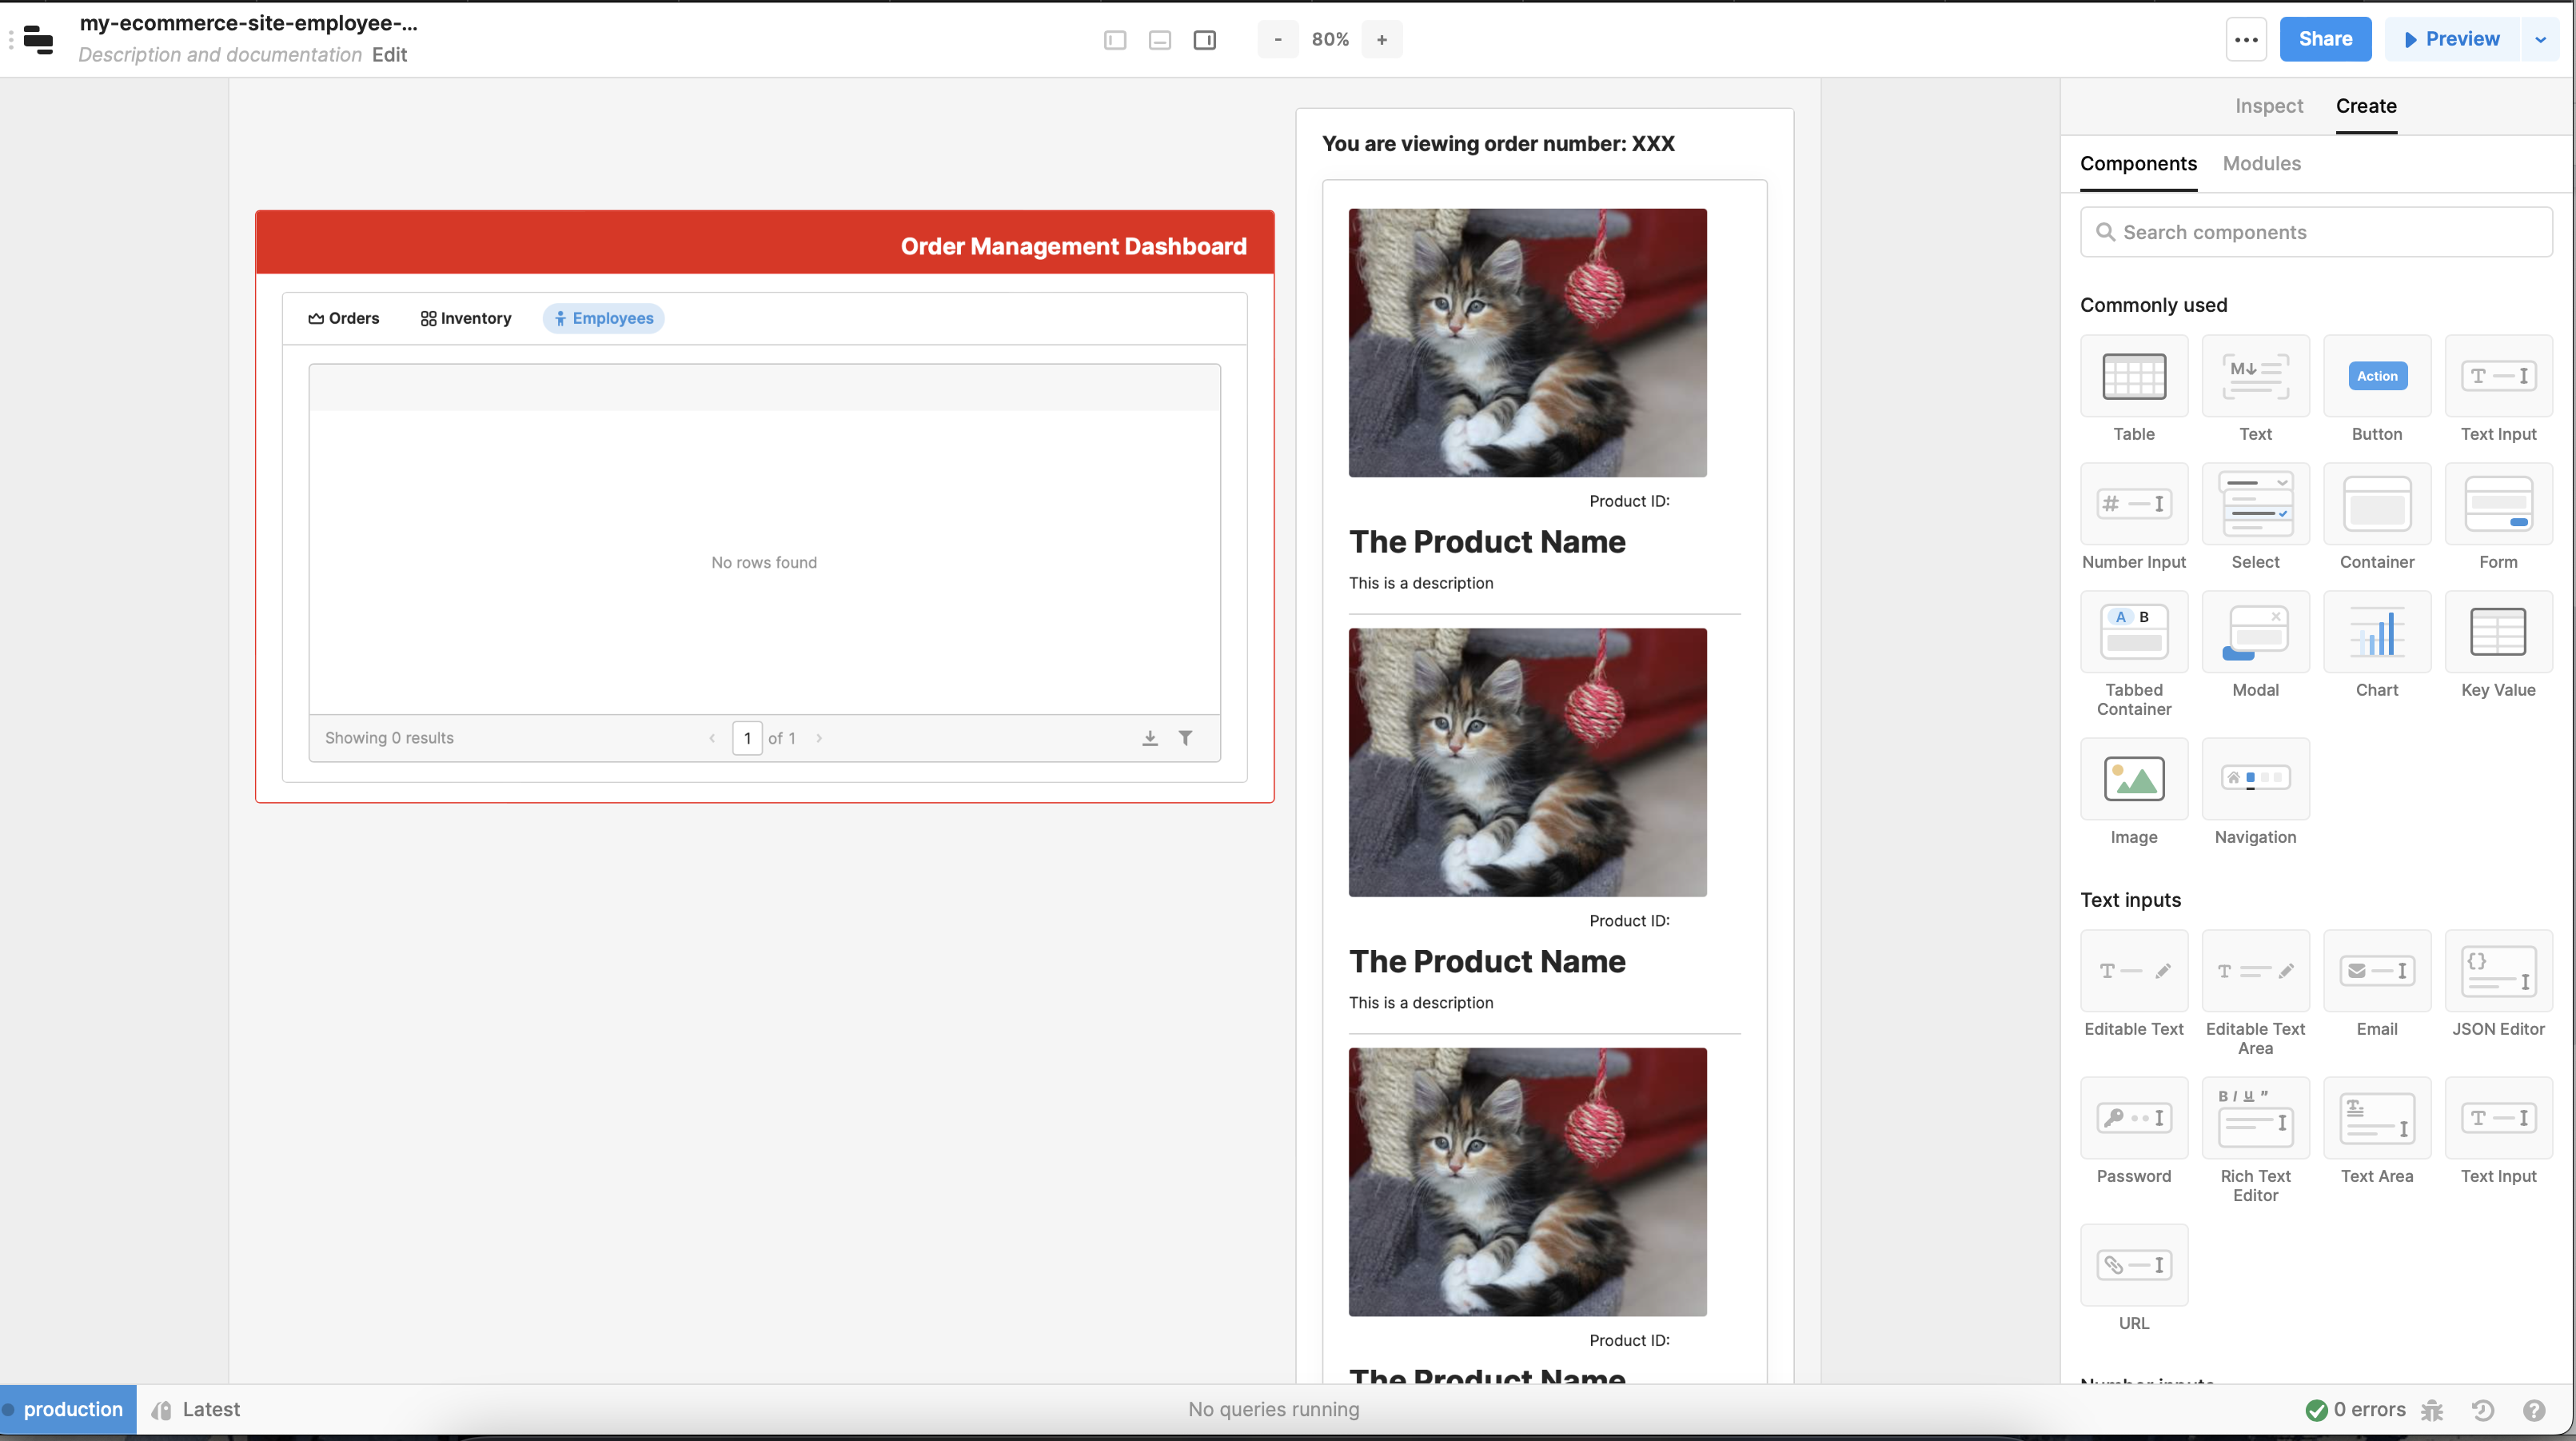 my-ecommerce-site-employee-...
Description and documentation Edit
- 80% +
Share
Preview
Order Management Dashboard
Orders
Inventory
Employees
No rows found
Showing 0 results
1 of 1
You are viewing order number: XXX
Product ID:
The Product Name
This is a description
Product ID:
The Product Name
This is a description
Product ID:
The Product Name
Inspect Create
Components Modules
Search components
Commonly used
M
Action
T I
Table Text Button Text Input
# I
Number Input Select Container Form
A B
Tabbed Container
Modal Chart Key Value
Image Navigation
Text inputs
T
T
I
{} I
Editable Text
Editable Text Area
Email JSON Editor
I
B I U "
I
T I
T I
Password
Rich Text Editor
Text Area Text Input
I
URL
Number inputs
production
Latest
No queries running
0 errors
?